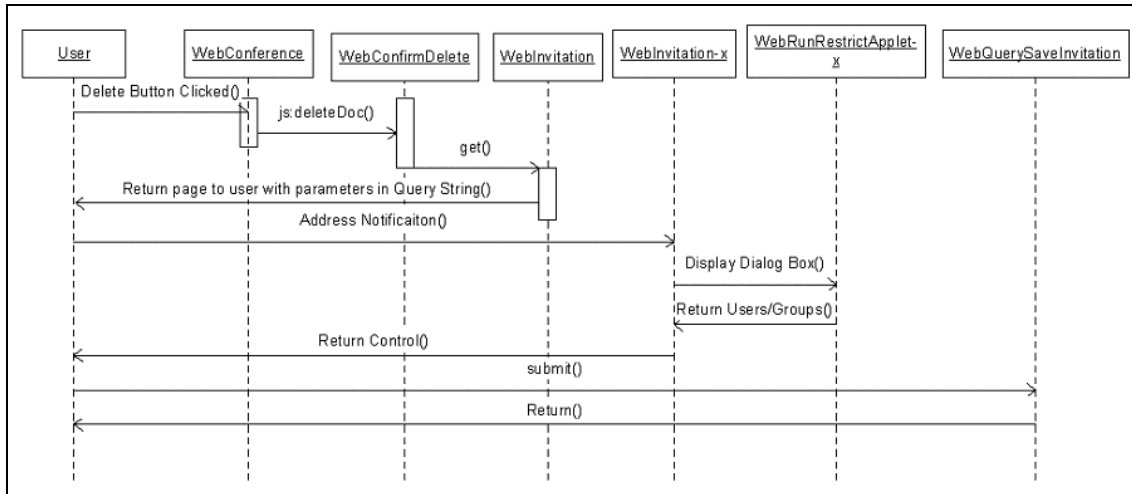 User
WebConference
WebConfirmDelete
WebInvitation
WebInvitation-x
WebRunRestrictApplet-
x
WebQuerySaveInvitation
Delete Button Clicked()
js:deleteDoc()
get()
Return page to user with parameters in Query String()
Address Notificaiton()
Display Dialog Box()
Return Users/Groups()
Return Control()
submit()
Return()